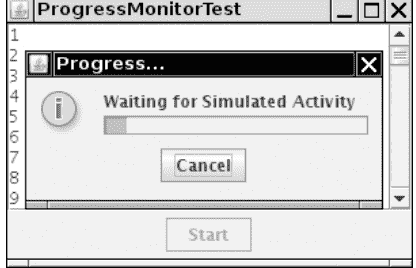 ProgressMonitorTest
1
2
Progress...
3
4
Waiting for Simulated Activity
5
6
7
Cancel
8
9
Start